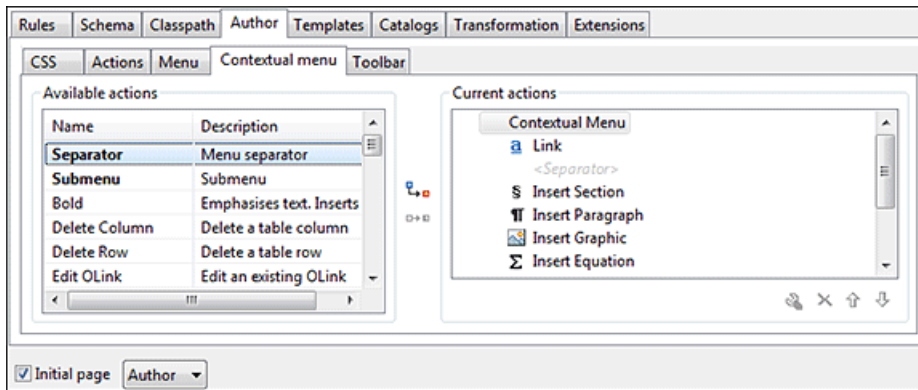 Rules Schema Classpath Author Templates Catalogs Transformation Extensions
CSS Actions Menu Contextual menu Toolbar
Available actions
Name Description
Separator Menu separator
Submenu Submenu
Bold Emphasises text. Inserts
Delete Column Delete a table column
Delete Row Delete a table row
Edit OLink Edit an existing OLink
Current actions
Contextual Menu
a Link
<Separator>
§ Insert Section
¶ Insert Paragraph
Insert Graphic
Σ Insert Equation
Initial page Author